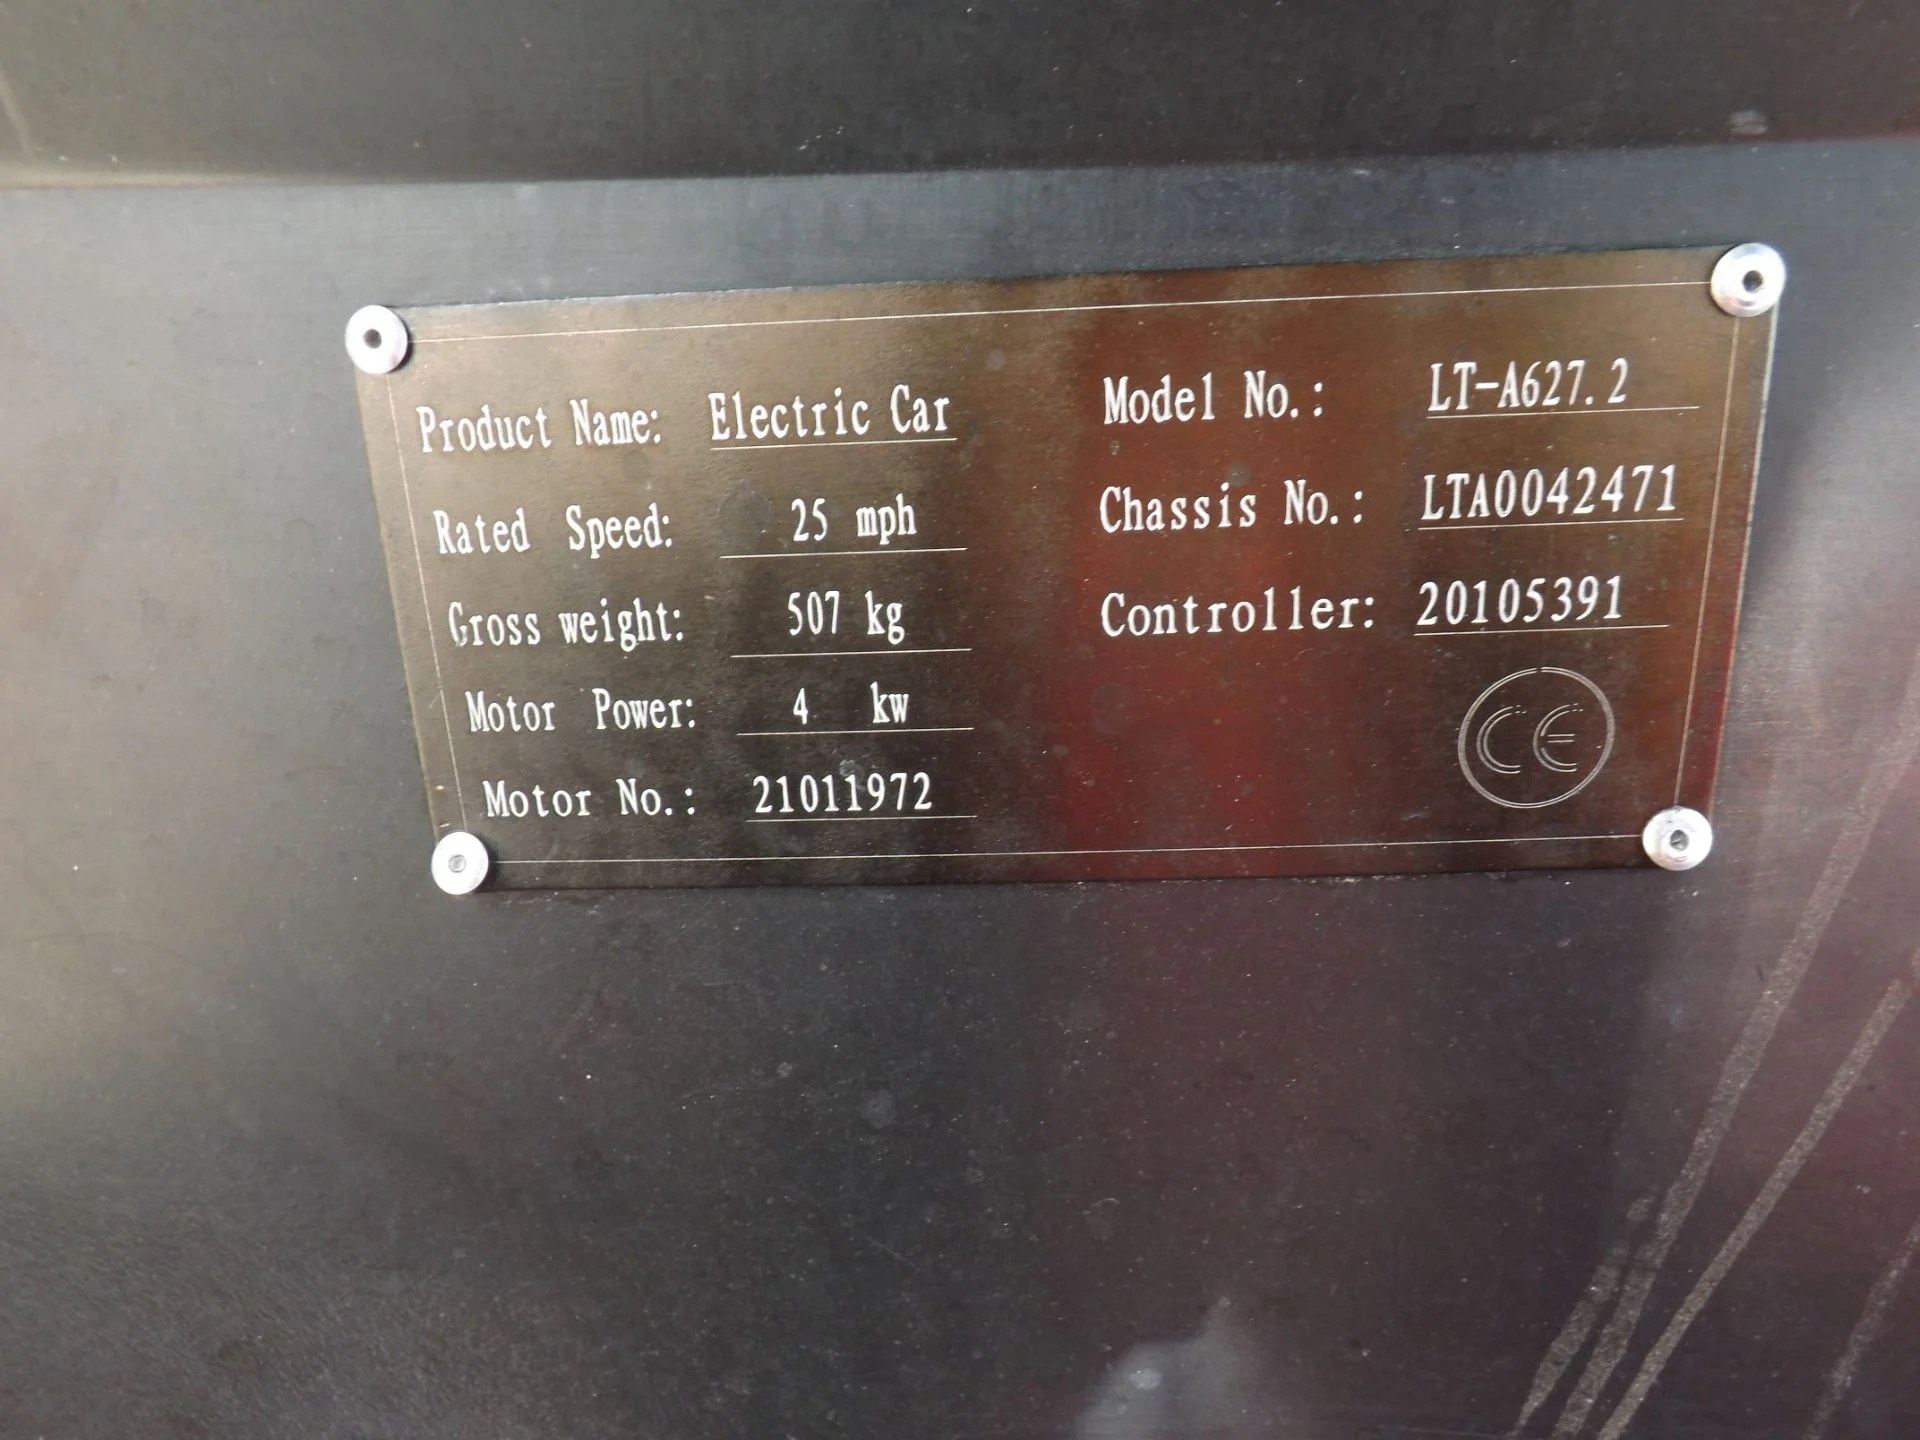 Product Name: Electric Car
Rated Speed: 25 mph
Gross weight: 507 kg
Motor Power: 4 kw
Motor No.: 21011972
Model No.: LT-A627.2
Chassis No.: LTA0042471
Controller: 20105391
CE